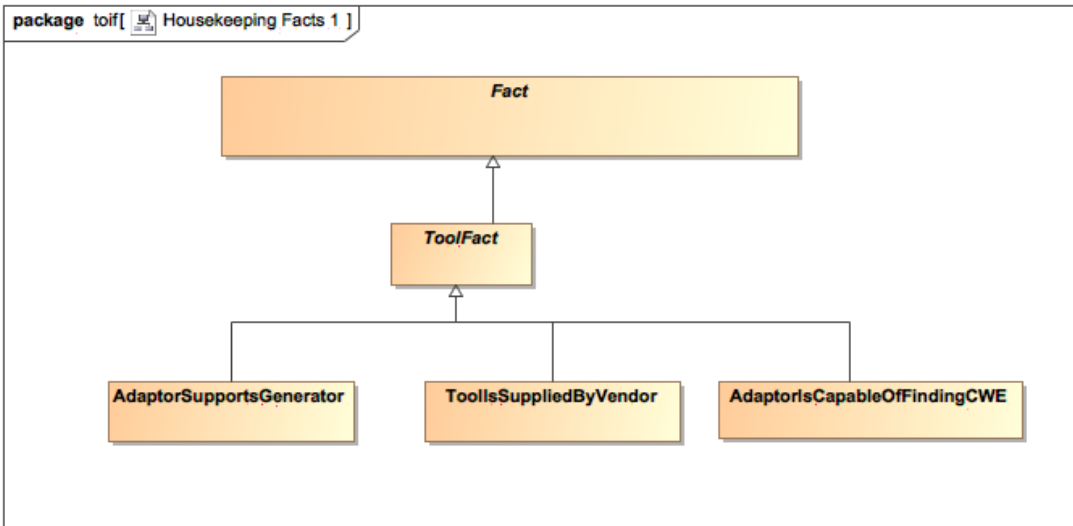 package toif[ Housekeeping Facts 1 ]
Fact
ToolFact
AdaptorSupportsGenerator
ToolIsSuppliedByVendor
AdaptorIsCapableOfFindingCWE